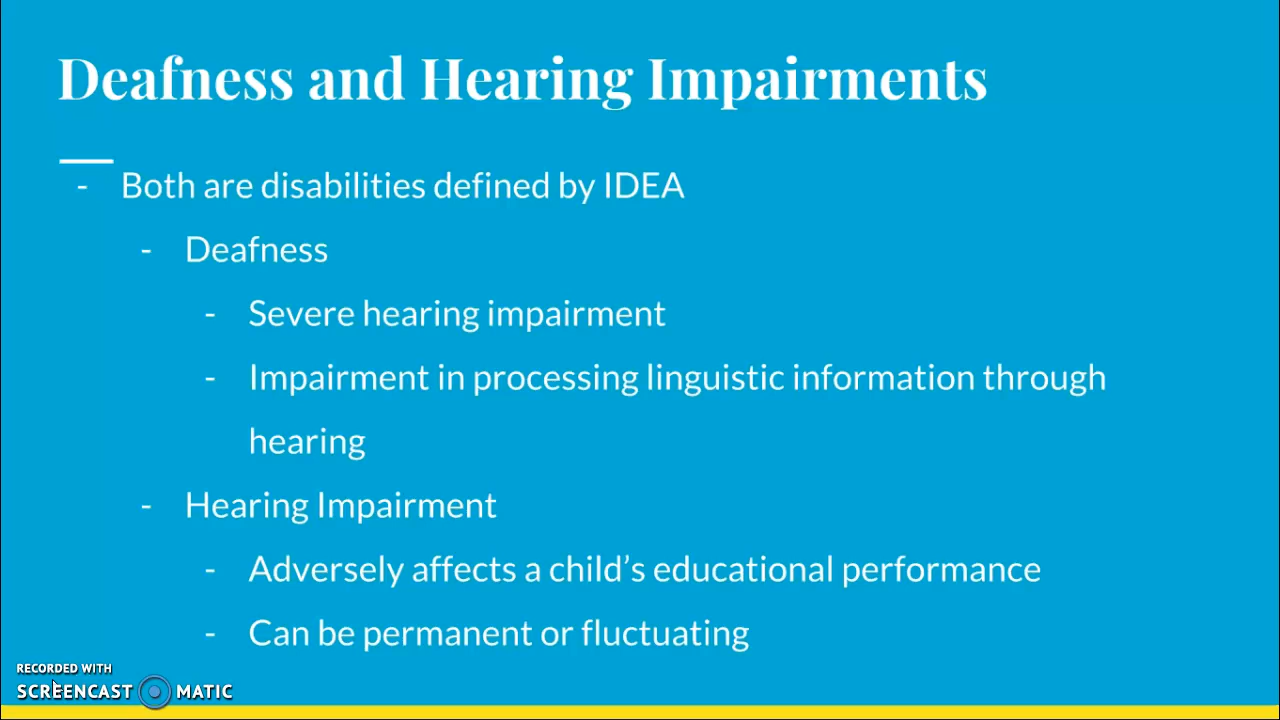 Deafness and Hearing Impairments
- Both are disabilities defined by IDEA
- Deafness
- Severe hearing impairment
- Impairment in processing linguistic information through
hearing
- Hearing Impairment
- Adversely affects a child’s educational performance
- Can be permanent or fluctuating
RECORDED WITH
SCREENCAST MATIC